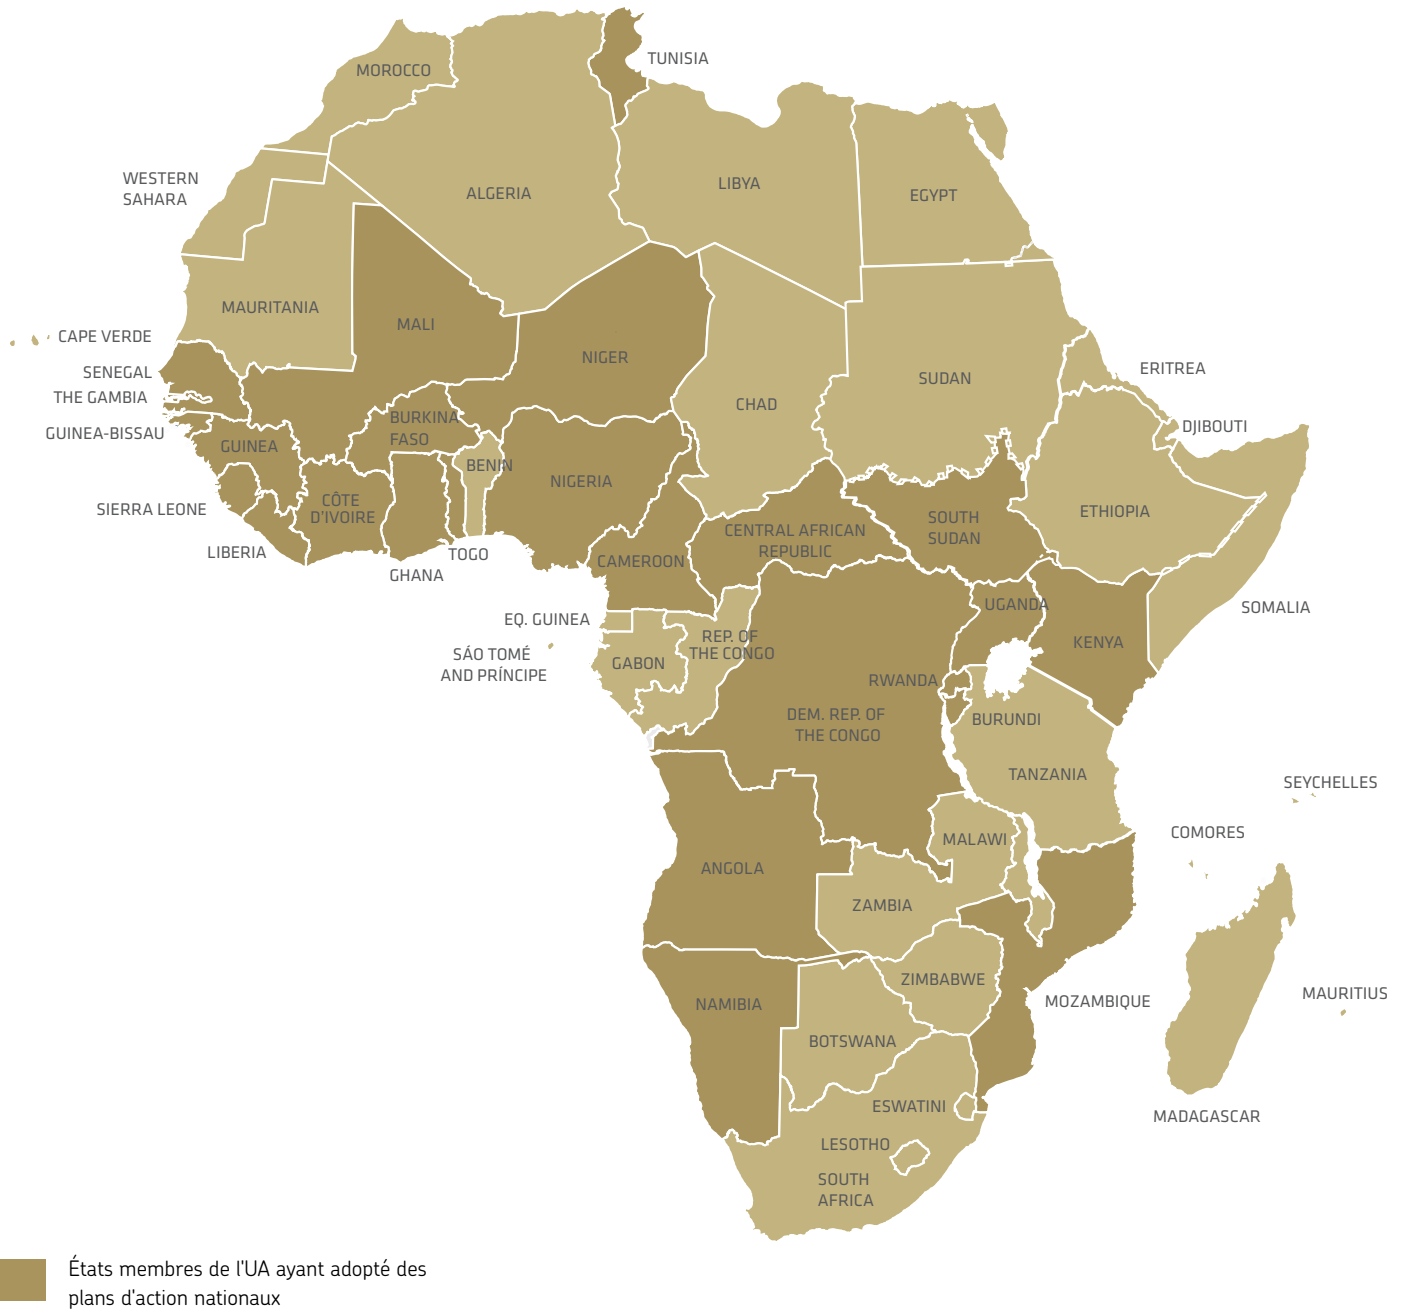 TUNISIA
MOROCCO
WESTERN
SAHARA
ALGERIA
LIBYA
EGYPT
MAURITANIA
MALI
CAPE VERDE
NIGER
SENEGAL
SUDAN
ERITREA
THE GAMBIA
CHAD
GUINEA-BISSAU
BURKINA
FASO
DJIBOUTI
GUINEA
BENIN
NIGERIA
SIERRA LEONE
CÔTE
D'IVOIRE
ETHIOPIA
CENTRAL AFRICAN
REPUBLIC
SOUTH
SUDAN
LIBERIA
TOGO
GHANA
CAMEROON
EQ. GUINEA
UGANDA
SOMALIA
SÁO TOMÉ
AND PRÍNCIPE
GABON
REP. OF
THE CONGO
KENYA
RWANDA
DEM. REP. OF
THE CONGO
BURUNDI
TANZANIA
SEYCHELLES
COMORES
MALAWI
ANGOLA
ZAMBIA
ZIMBABWE
NAMIBIA
MOZAMBIQUE
MAURITIUS
BOTSWANA
ESWATINI
MADAGASCAR
LESOTHO
SOUTH
AFRICA
États membres de l'UA ayant adopté des
plans d'action nationaux